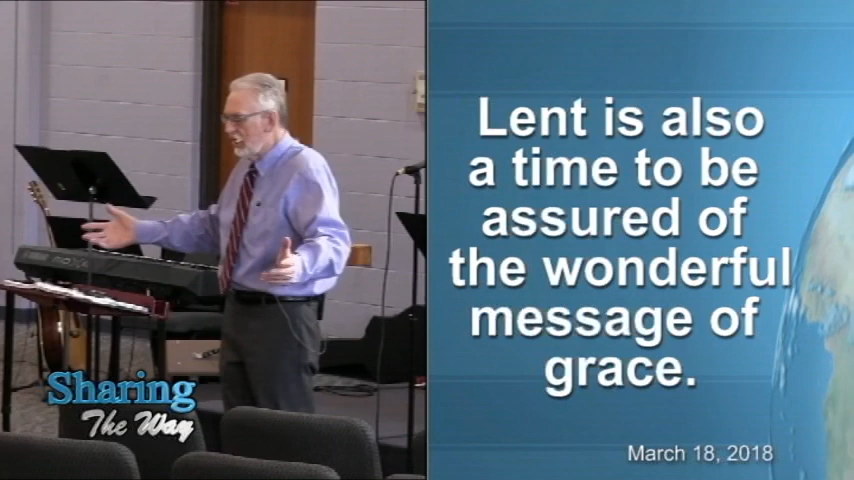 Lent is also
a time to be
assured of
the wonderful
message of
grace.
March 18, 2018
Sharing
The Way